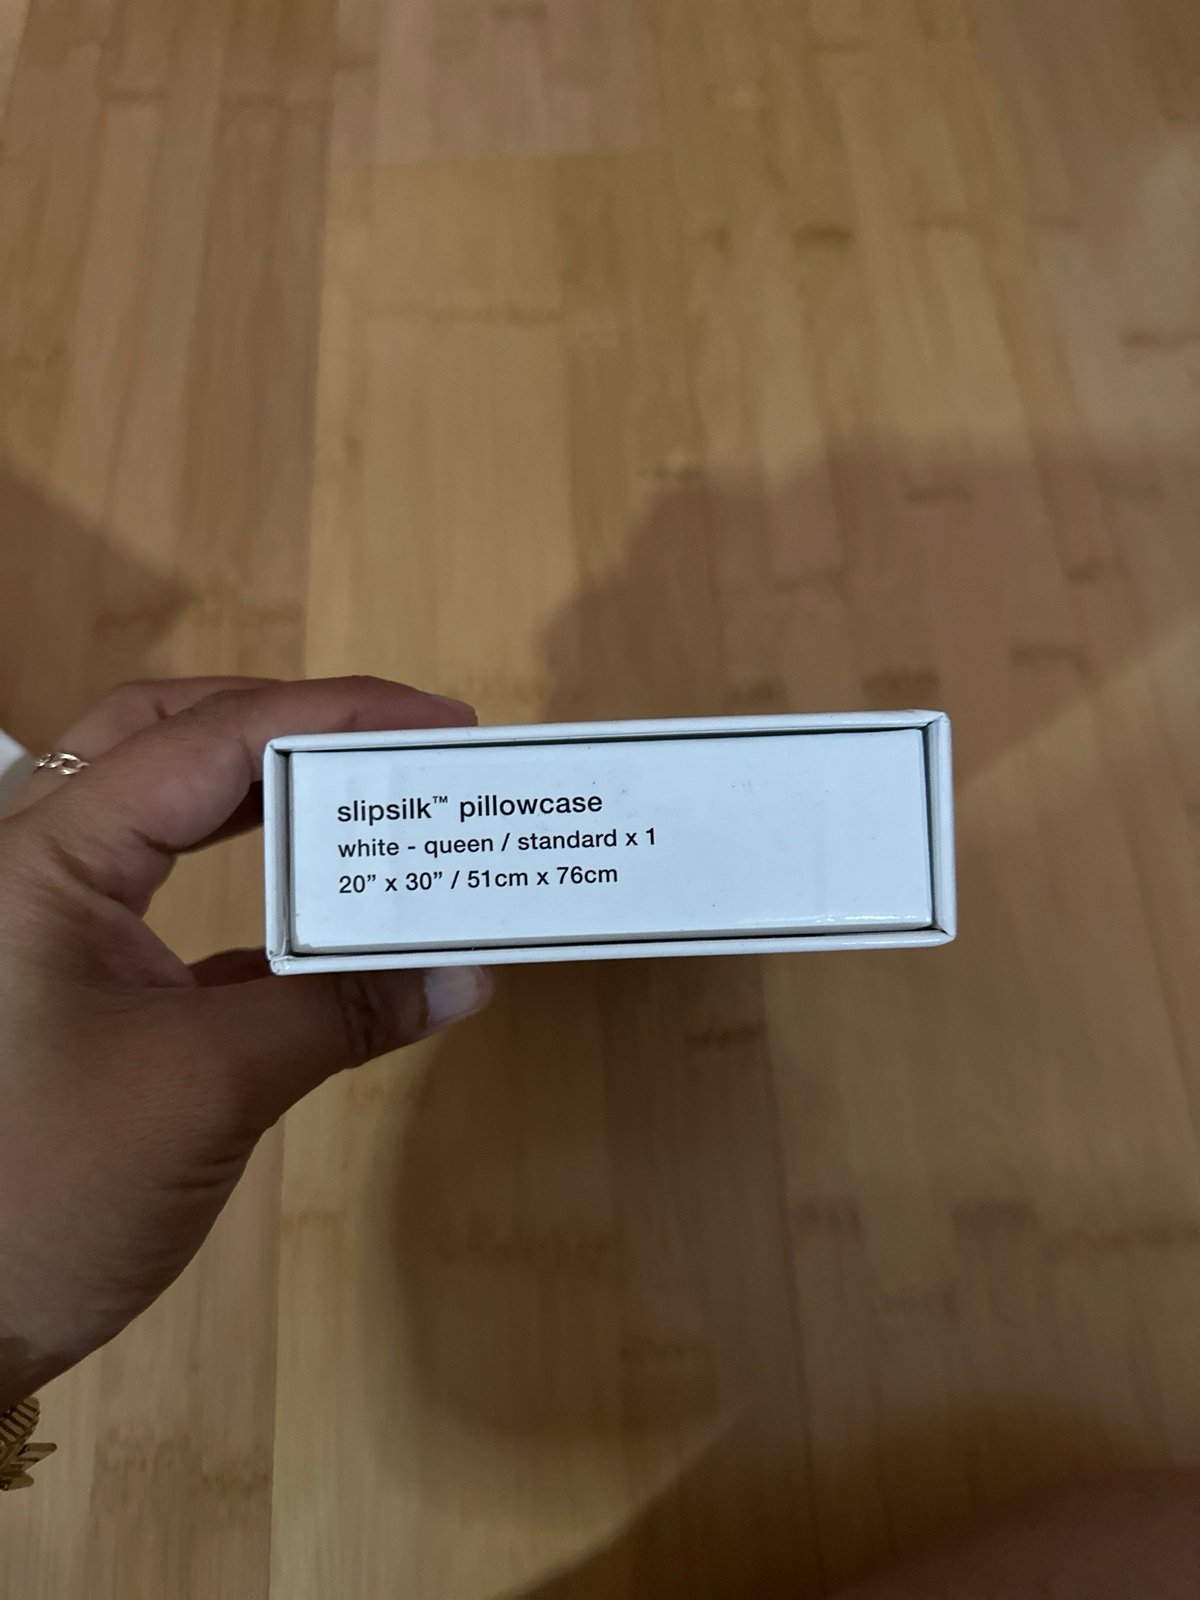 slipsilk™ pillowcase
white - queen / standard x 1
20” x 30” / 51cm x 76cm